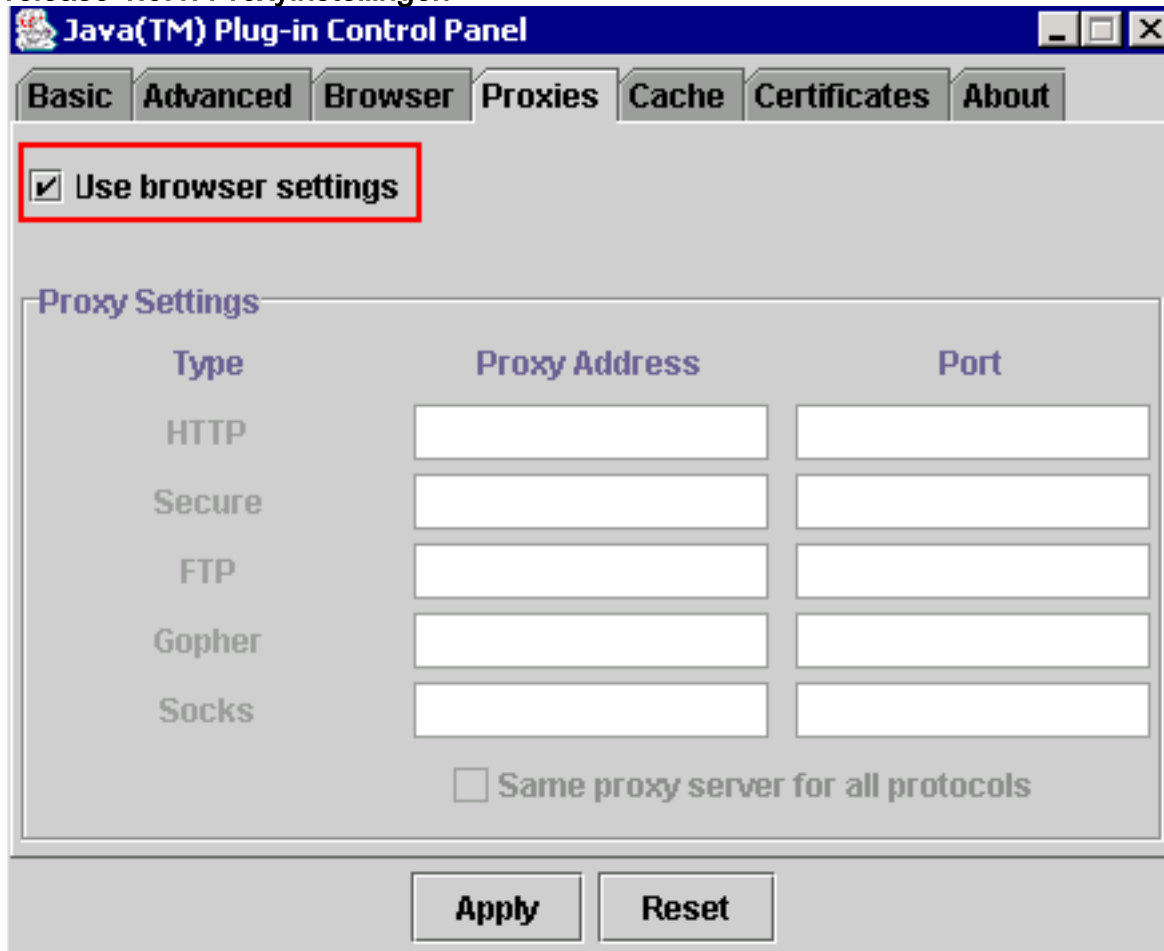 Java(TM) Plug-in Control Panel
Basic Advanced Browser Proxies Cache Certificates About
Use browser settings
Proxy Settings
Type Proxy Address Port
HTTP
Secure
FTP
Gopher
Socks
Same proxy server for all protocols
Apply Reset